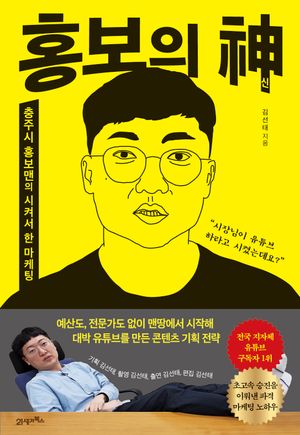 홍보의 神
신
김선태 지음
충주시 홍보맨의 시켜서 한 마케팅
“시장님이 유튜브
하라고 시켰는데요?”
예산도, 전문가도 없이 맨땅에서 시작해
대박 유튜브를 만든 콘텐츠 기획 전략
기획 김선태, 촬영 김선태, 출연 김선태, 편집 김선태
전국 지자체
유튜브
구독자 1위
초고속 승진을
이뤄낸 파격
마케팅 노하우
21세기북스